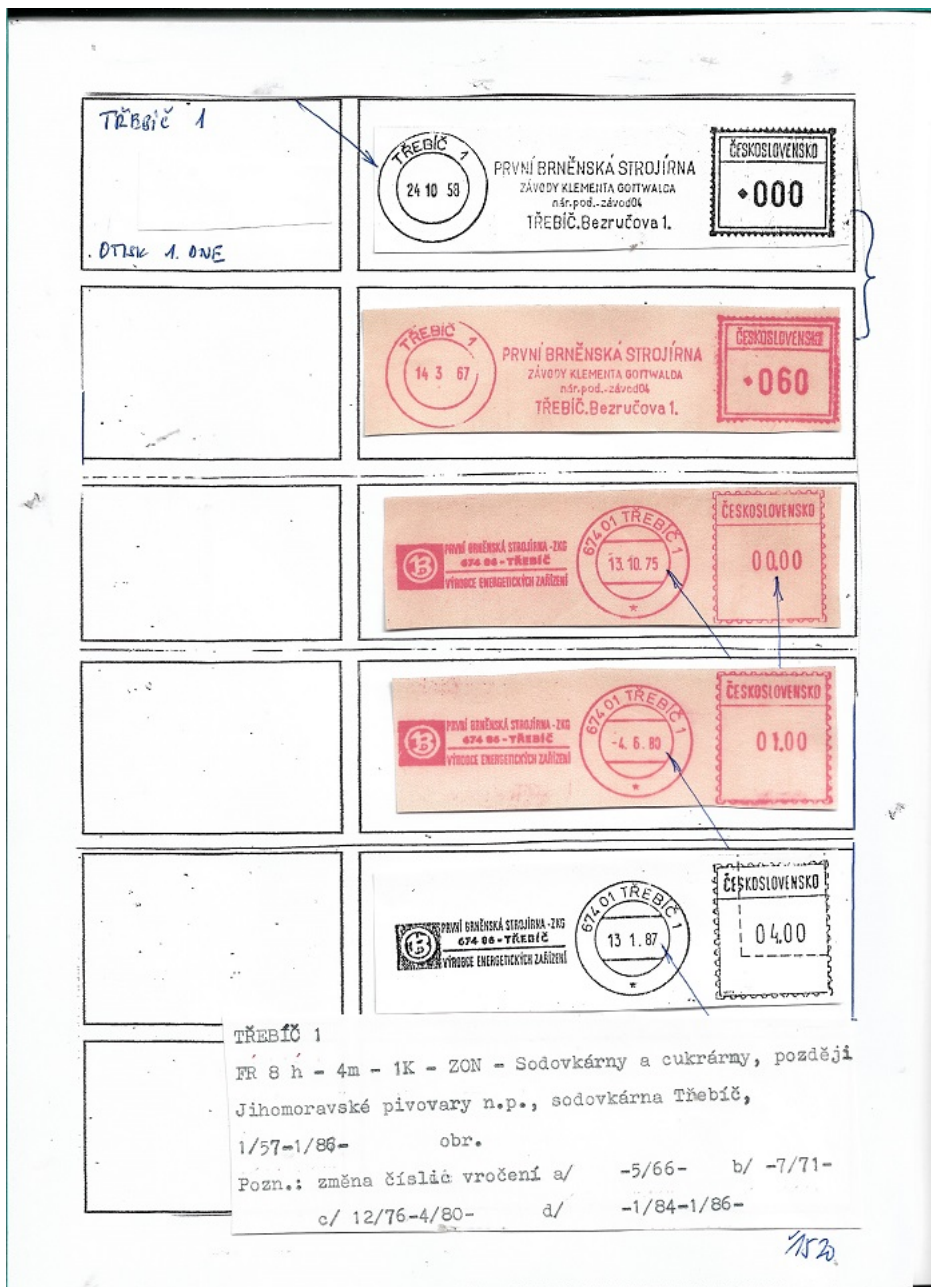 TŘEBÍČ 1
OTISK 1. DNE
TŘEBÍČ 1
24 10 58
PRVNÍ BRNĚNSKÁ STROJÍRNA
ZÁVODY KLEMENTA GOTTWALDA
nár.pod.-závod04
TŘEBÍČ.Bezručova 1.
ČESKOSLOVENSKO
000
TŘEBÍČ 1
14 3 67
PRVNÍ BRNĚNSKÁ STROJÍRNA
ZÁVODY KLEMENTA GOTTWALDA
nár.pod.-závod04
TŘEBÍČ.Bezručova 1.
ČESKOSLOVENSKO
060
PRVNÍ BRNĚNSKÁ STROJÍRNA-ZKG
674 06-TŘEBÍČ
VÝROBCE ENERGETICKÝCH ZAŘÍZENÍ
674 01 TŘEBÍČ 1
13.10.75
ČESKOSLOVENSKO
00.00
PRVNÍ BRNĚNSKÁ STROJÍRNA-ZKG
674 06-TŘEBÍČ
VÝROBCE ENERGETICKÝCH ZAŘÍZENÍ
674 01 TŘEBÍČ 1
-4.6.80
ČESKOSLOVENSKO
01.00
PRVNÍ BRNĚNSKÁ STROJÍRNA-ZKG
674 06-TŘEBÍČ
VÝROBCE ENERGETICKÝCH ZAŘÍZENÍ
674 01 TŘEBÍČ 1
13 1.87
ČESKOSLOVENSKO
04.00
TŘEBÍČ 1
FR 8 h - 4m - 1K - ZON - Sodovkárny a cukrárny, později
Jihomoravské pivovary n.p., sodovkárna Třebíč,
1/57-1/86- obr.
Pozn.: změna číslic vročení a/ -5/66- b/ -7/71-
c/ 12/76-4/80- d/ -1/84-1/86-